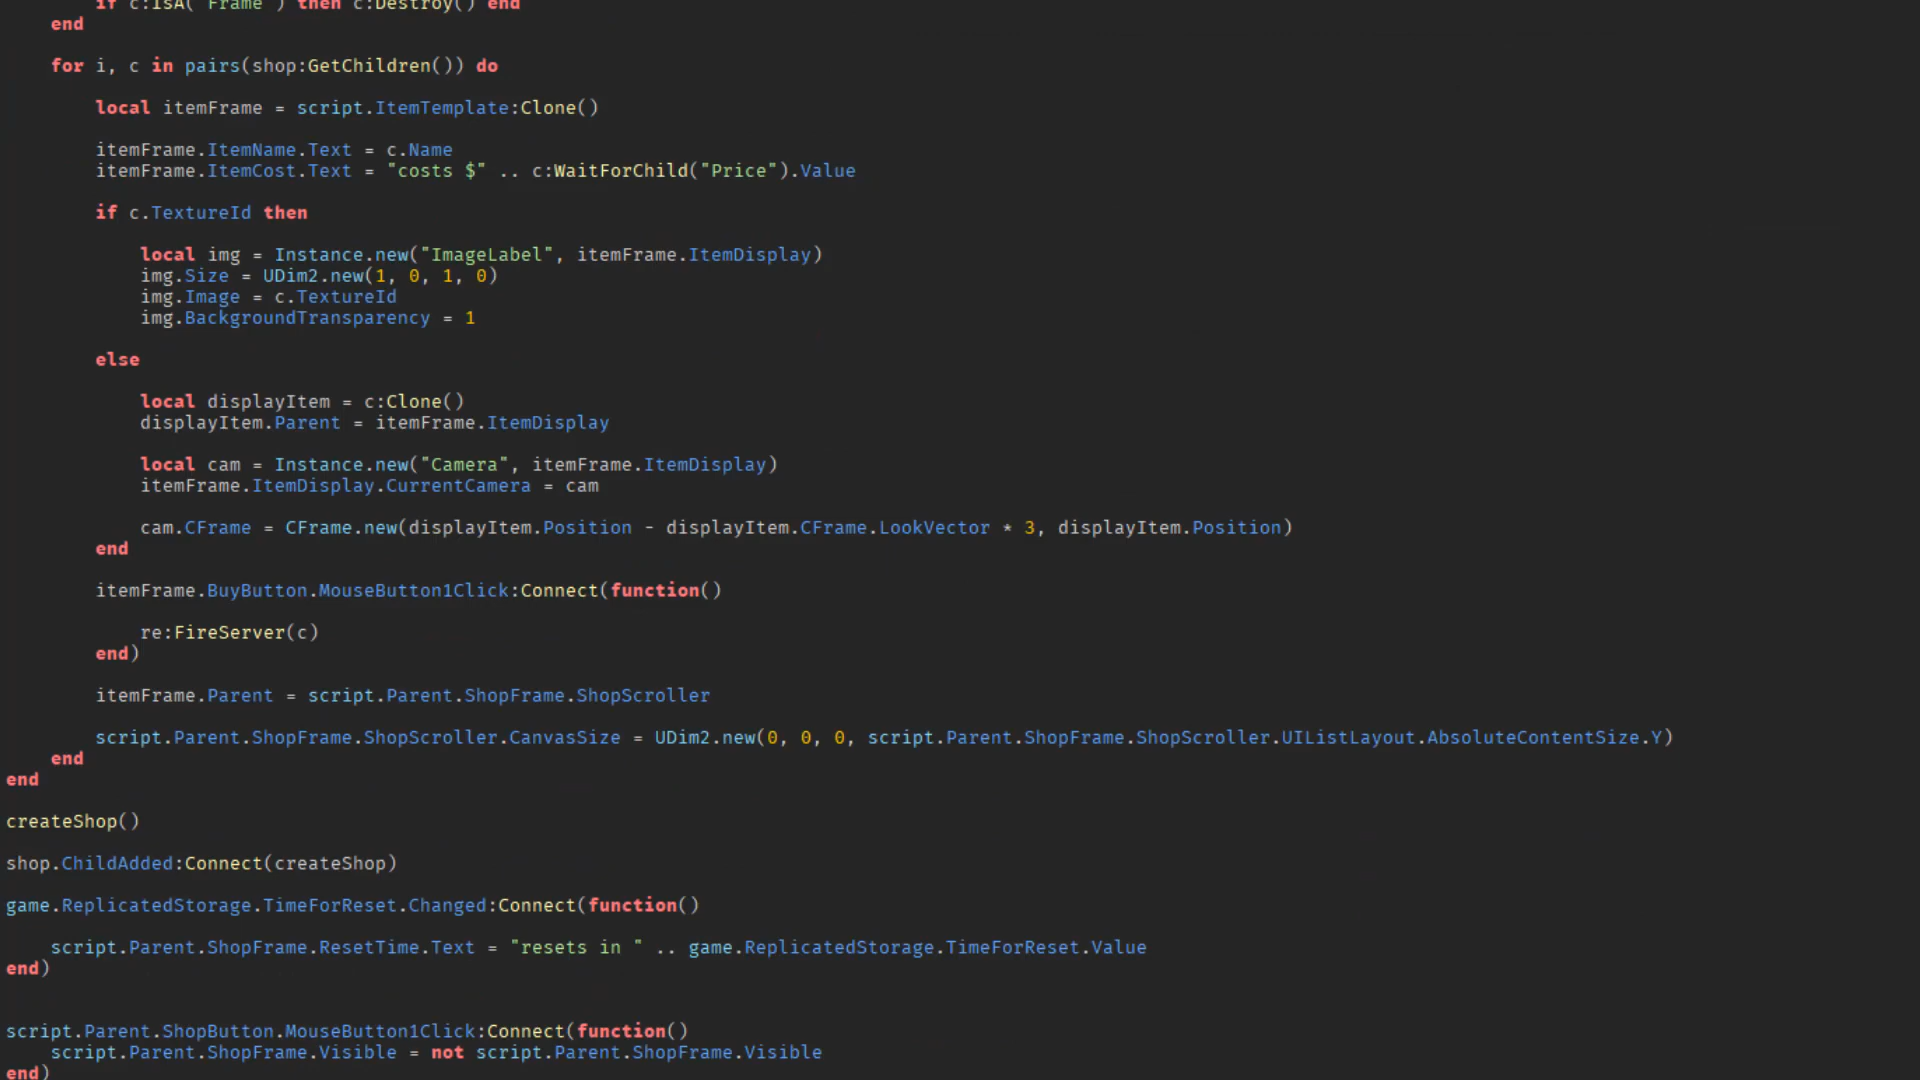 if c:IsA("Frame") then c:Destroy() end
end
for i, c in pairs(shop:GetChildren()) do
local itemFrame = script.ItemTemplate:Clone()
itemFrame.ItemName.Text = c.Name
itemFrame.ItemCost.Text = "costs $" .. c:WaitForChild("Price").Value
if c.TextureId then
local img = Instance.new("ImageLabel", itemFrame.ItemDisplay)
img.Size = UDim2.new(1, 0, 1, 0)
img.Image = c.TextureId
img.BackgroundTransparency = 1
else
local displayItem = c:Clone()
displayItem.Parent = itemFrame.ItemDisplay
local cam = Instance.new("Camera", itemFrame.ItemDisplay)
itemFrame.ItemDisplay.CurrentCamera = cam
cam.CFrame = CFrame.new(displayItem.Position - displayItem.CFrame.LookVector * 3, displayItem.Position)
end
itemFrame.BuyButton.MouseButton1Click:Connect(function()
re:FireServer(c)
end)
itemFrame.Parent = script.Parent.ShopFrame.ShopScroller
script.Parent.ShopFrame.ShopScroller.CanvasSize = UDim2.new(0, 0, 0, script.Parent.ShopFrame.ShopScroller.UIListLayout.AbsoluteContentSize.Y)
end
end
createShop()
shop.ChildAdded:Connect(createShop)
game.ReplicatedStorage.TimeForReset.Changed:Connect(function()
script.Parent.ShopFrame.ResetTime.Text = "resets in " .. game.ReplicatedStorage.TimeForReset.Value
end)
script.Parent.ShopButton.MouseButton1Click:Connect(function()
script.Parent.ShopFrame.Visible = not script.Parent.ShopFrame.Visible
end)